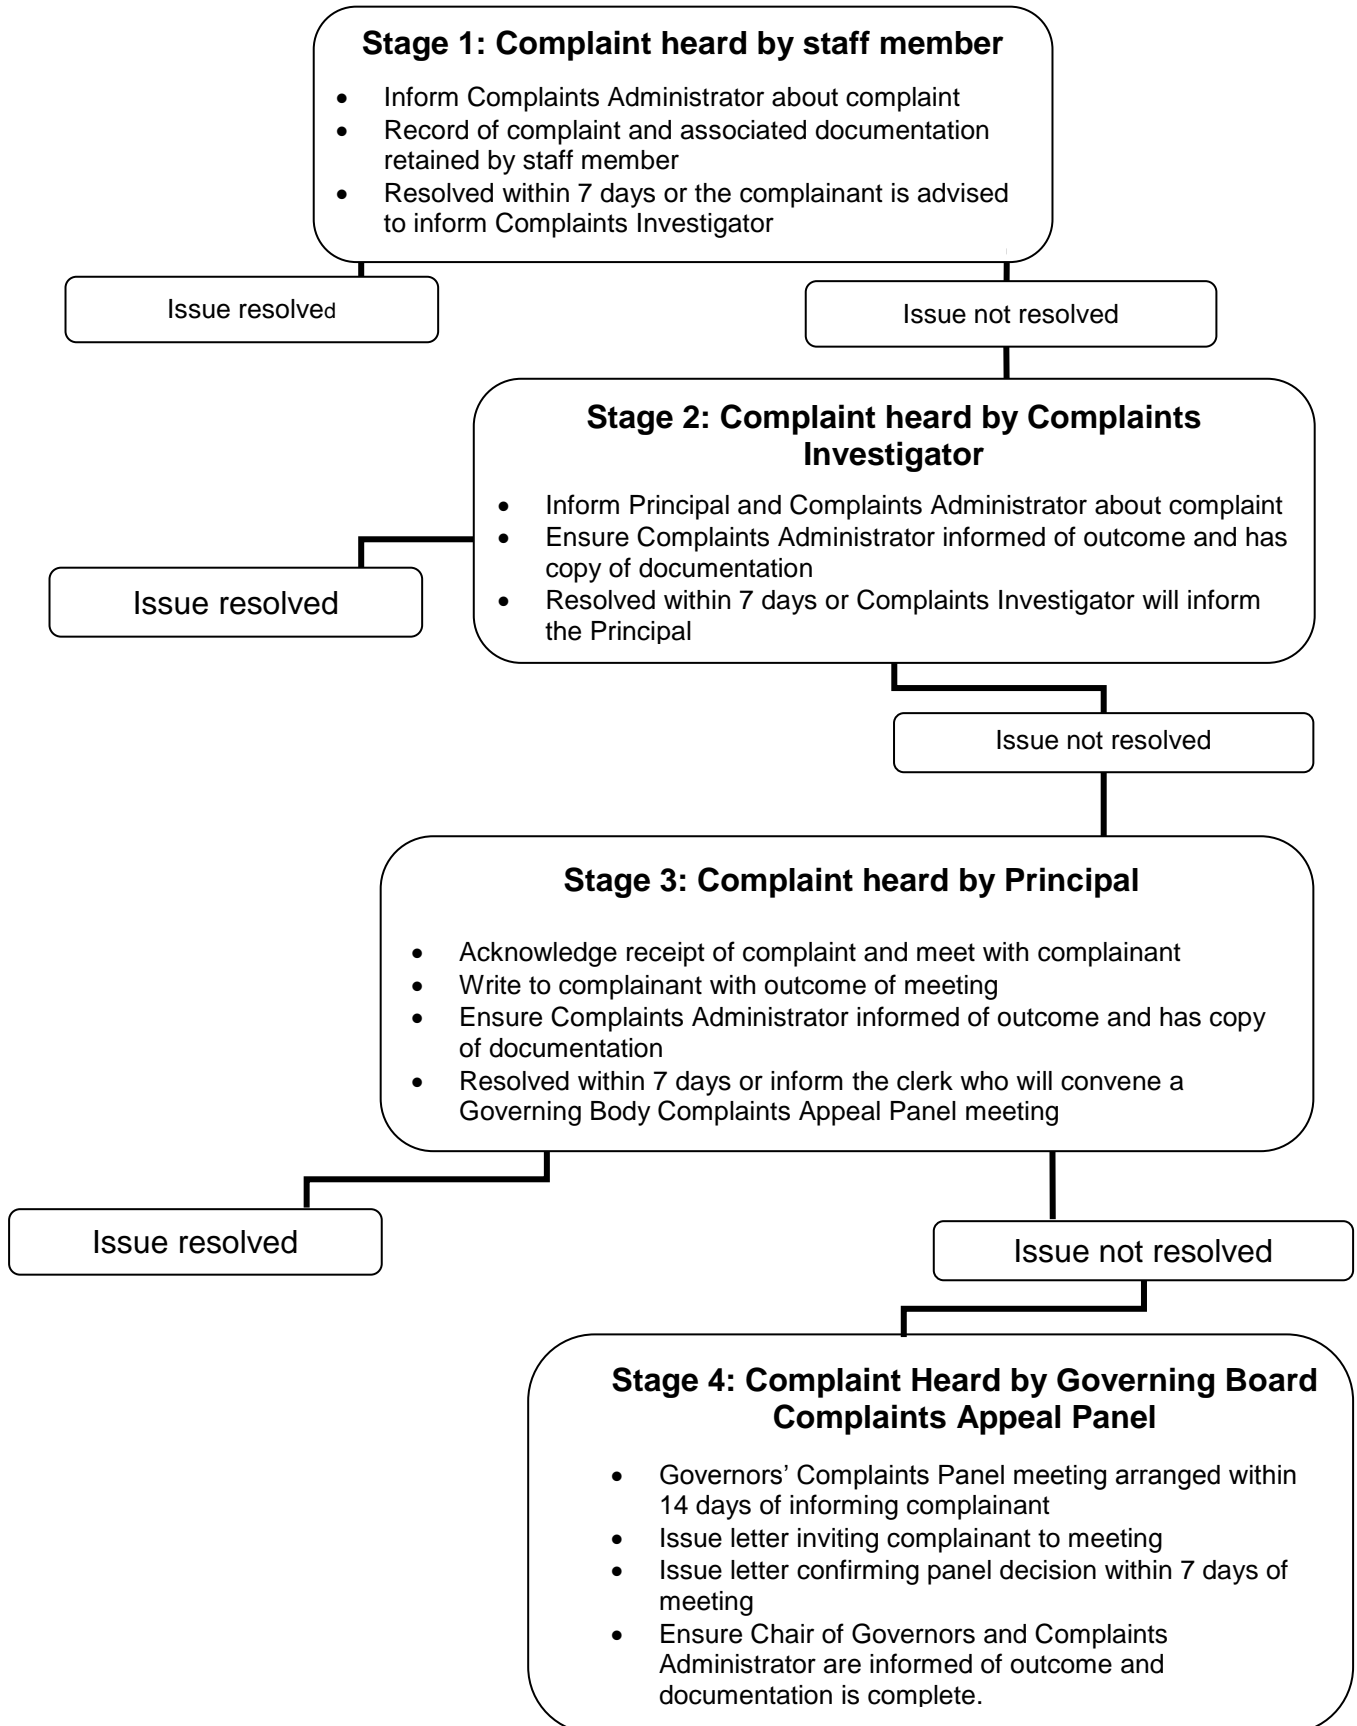 Stage 1: Complaint heard by staff member
• Inform Complaints Administrator about complaint
• Record of complaint and associated documentation
retained by staff member
• Resolved within 7 days or the complainant is advised
to inform Complaints Investigator
Issue resolved
Issue not resolved
Stage 2: Complaint heard by Complaints
Investigator
• Inform Principal and Complaints Administrator about complaint
• Ensure Complaints Administrator informed of outcome and has
copy of documentation
• Resolved within 7 days or Complaints Investigator will inform
the Principal
Issue resolved
Issue not resolved
Stage 3: Complaint heard by Principal
• Acknowledge receipt of complaint and meet with complainant
• Write to complainant with outcome of meeting
• Ensure Complaints Administrator informed of outcome and has copy
of documentation
• Resolved within 7 days or inform the clerk who will convene a
Governing Body Complaints Appeal Panel meeting
Issue resolved
Issue not resolved
Stage 4: Complaint Heard by Governing Board
Complaints Appeal Panel
• Governors’ Complaints Panel meeting arranged within
14 days of informing complainant
• Issue letter inviting complainant to meeting
• Issue letter confirming panel decision within 7 days of
meeting
• Ensure Chair of Governors and Complaints
Administrator are informed of outcome and
documentation is complete.